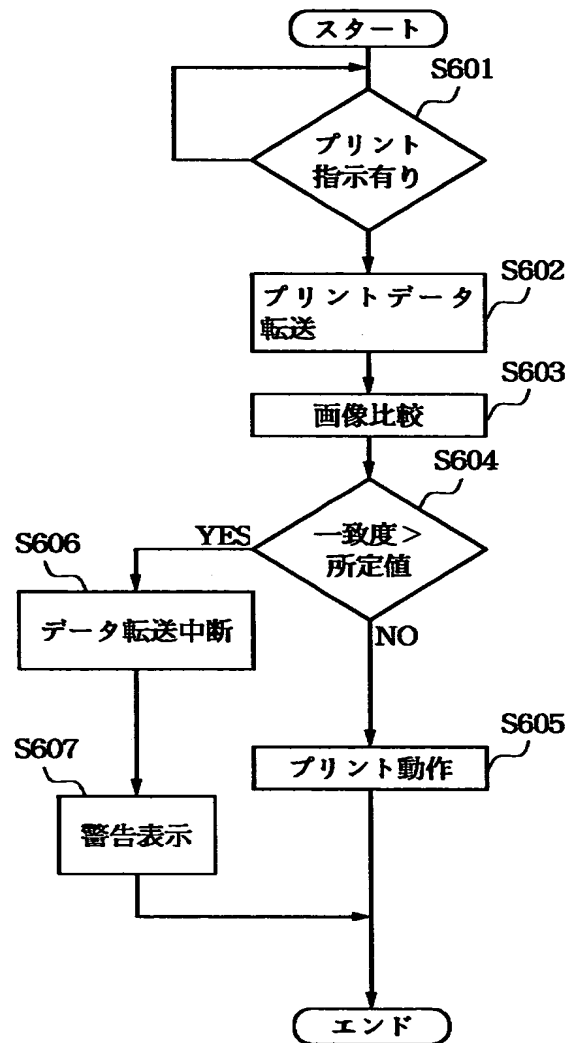 スタート
S601
プリント
指示有り
S602
プリントデータ
転送
S603
画像比較
S604
一致度>
所定値
YES
NO
S606
データ転送中断
S605
プリント動作
S607
警告表示
エンド